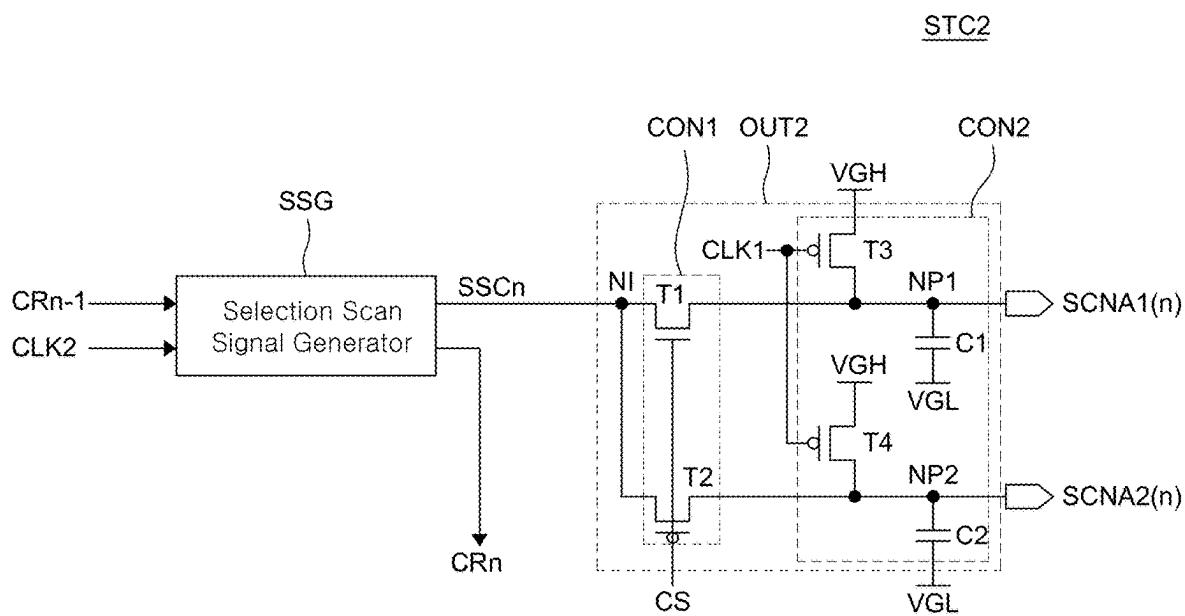 STC2
CON1
OUT2
CON2
SSG
VGH
CLK1
T3
CRn-1
CLK2
Selection Scan
Signal Generator
SSCn
NI
T1
NP1
SCNA1(n)
C1
VGH
VGL
T4
T2
NP2
SCNA2(n)
C2
CRn
CS
VGL